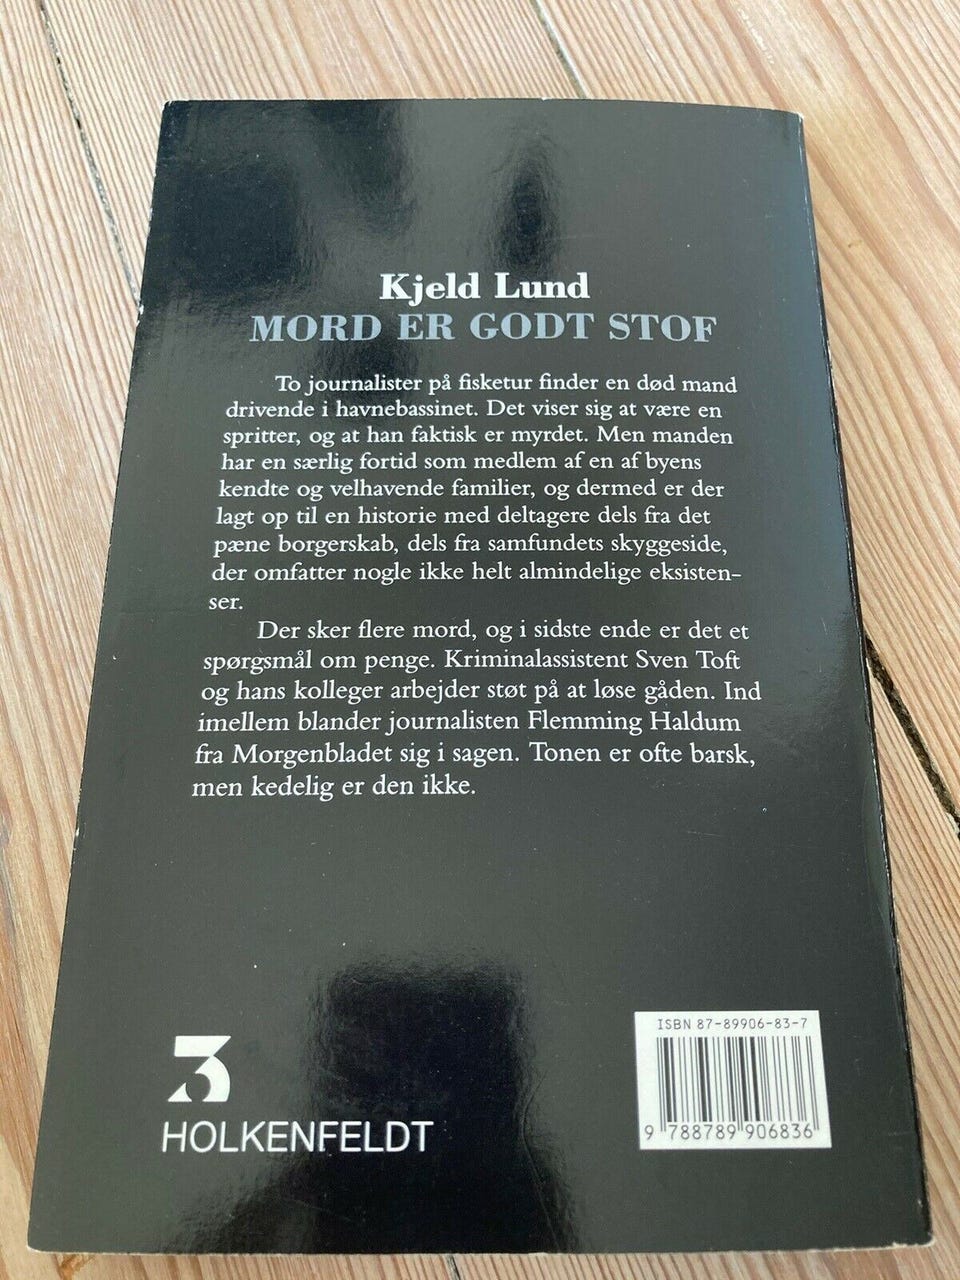 Kjeld Lund
MORD ER GODT STOF
To journalister på fisketur finder en død mand
drivende i havnebassinet. Det viser sig at være en
spritter, og at han faktisk er myrdet. Men manden
har en særlig fortid som medlem af en af byens
kendte og velhavende familier, og dermed er der
lagt op til en historie med deltagere dels fra det
pæne borgerskab, dels fra samfundets skyggeside,
der omfatter nogle ikke helt almindelige eksisten-
ser.
Der sker flere mord, og i sidste ende er det et
spørgsmål om penge. Kriminalassistent Sven Toft
og hans kolleger arbejder støt på at løse gåden. Ind
imellem blander journalisten Flemming Haldum
fra Morgenbladet sig i sagen. Tonen er ofte barsk,
men kedelig er den ikke.
3
HOLKENFELDT
ISBN 87-89906-83-7
9 788789 906836